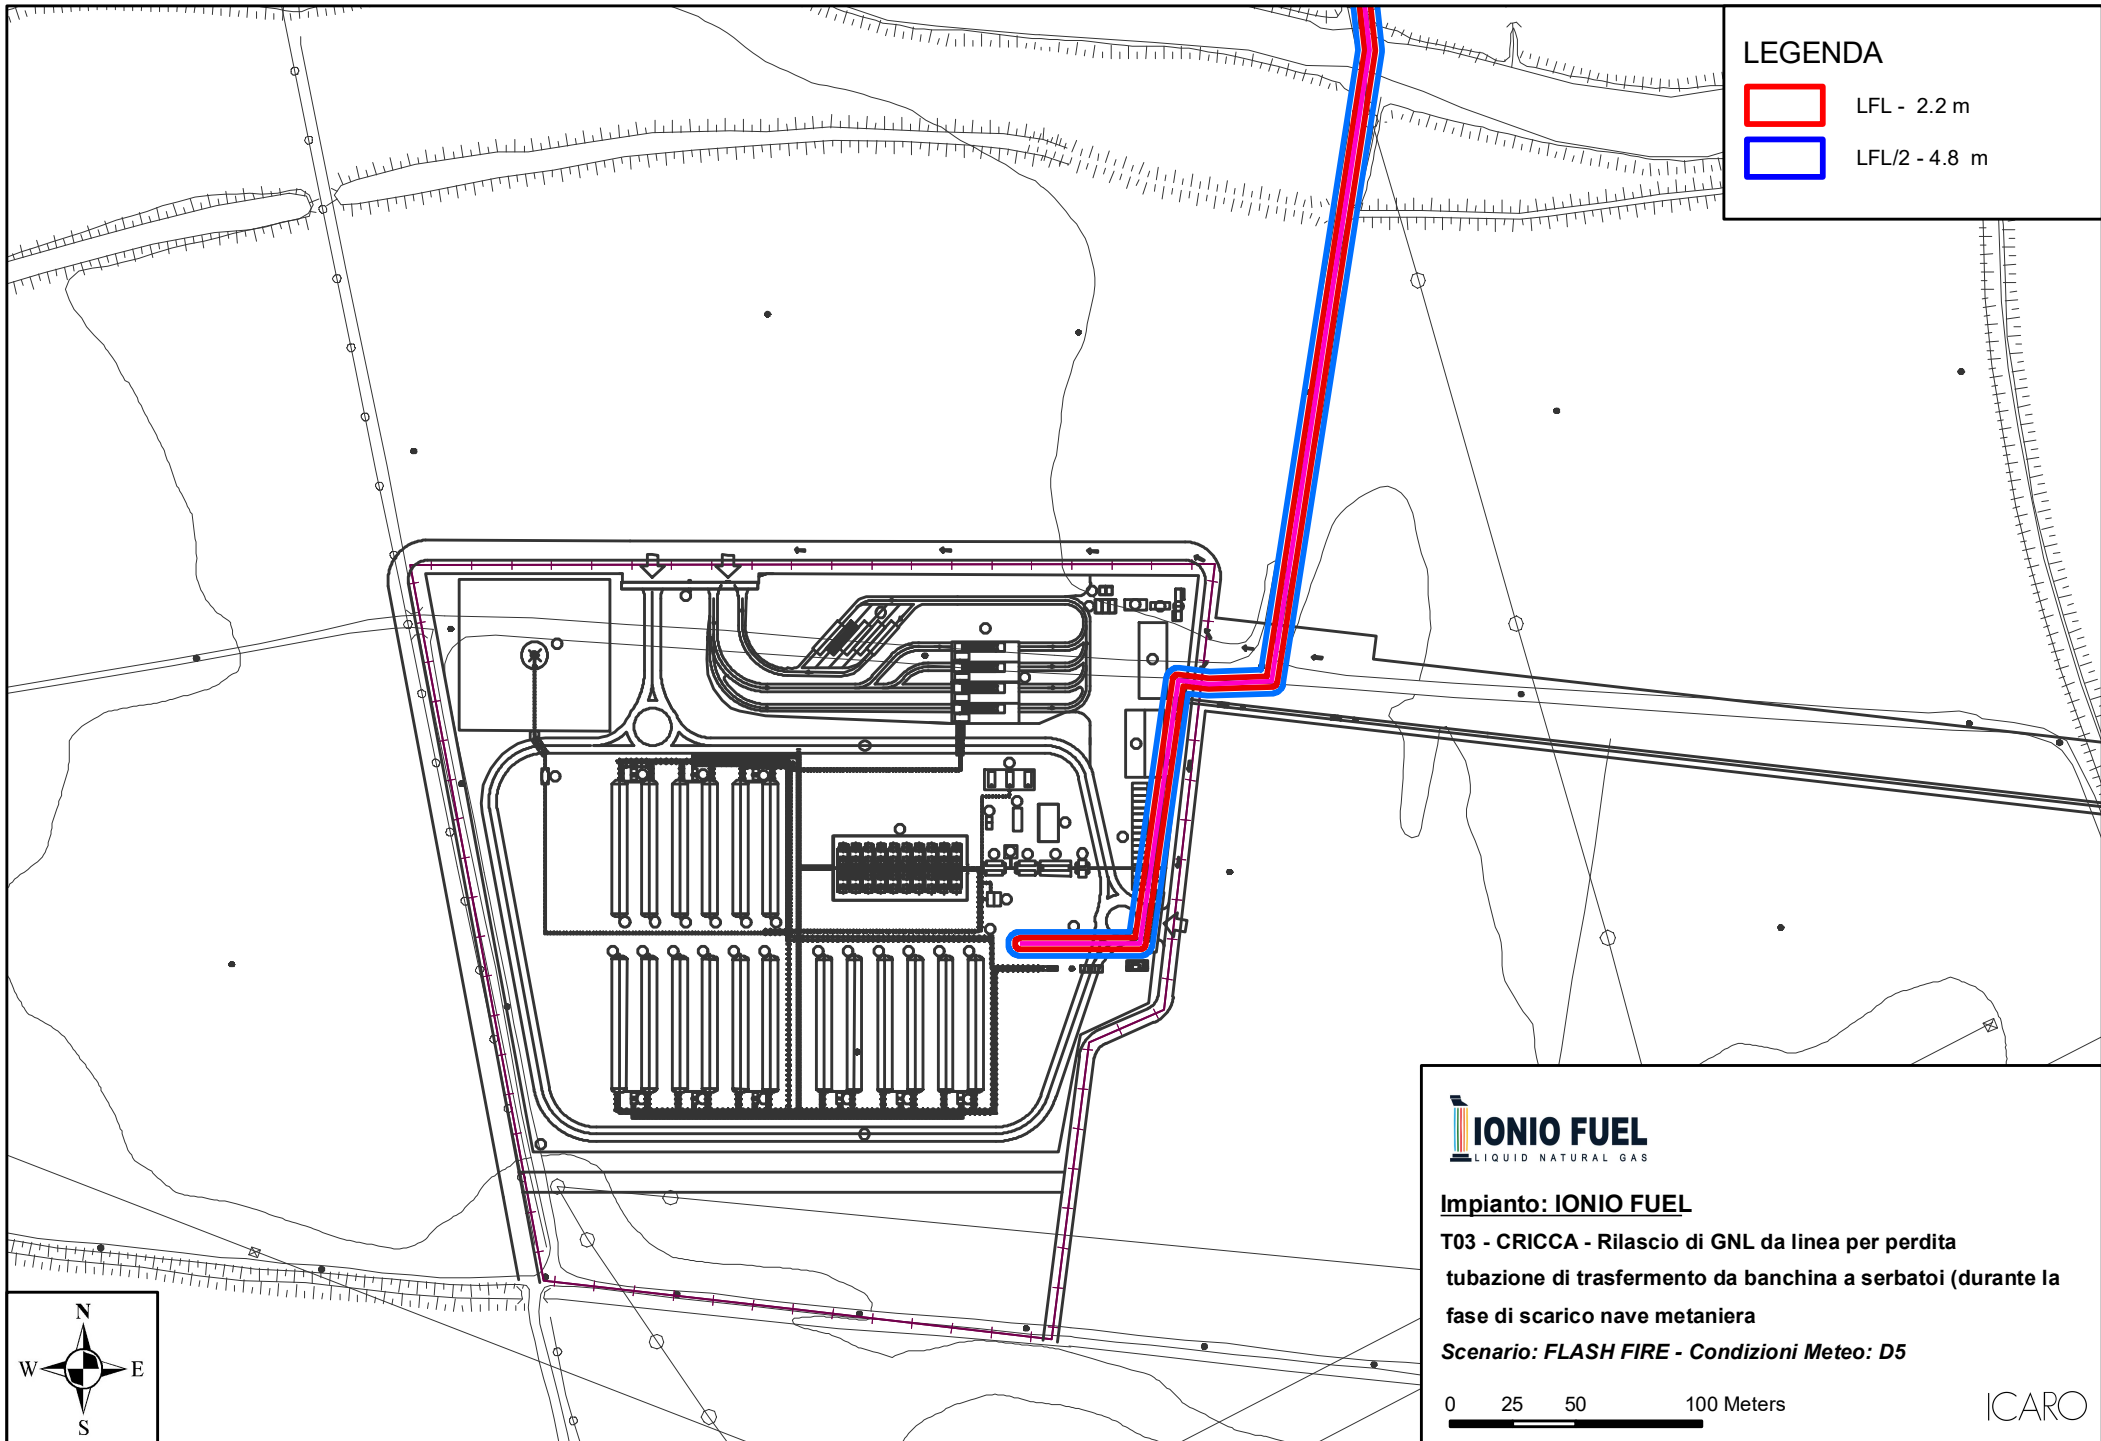 LEGENDA
LFL - 2.2 m
LFL/2 - 4.8 m
IONIO FUEL
LIQUID NATURAL GAS
Impianto: IONIO FUEL
T03 - CRICCA - Rilascio di GNL da linea per perdita
tubazione di trasfermento da banchina a serbatoi (durante la
fase di scarico nave metaniera
Scenario: FLASH FIRE - Condizioni Meteo: D5
0 25 50 100 Meters
ICARO
N
W E
S